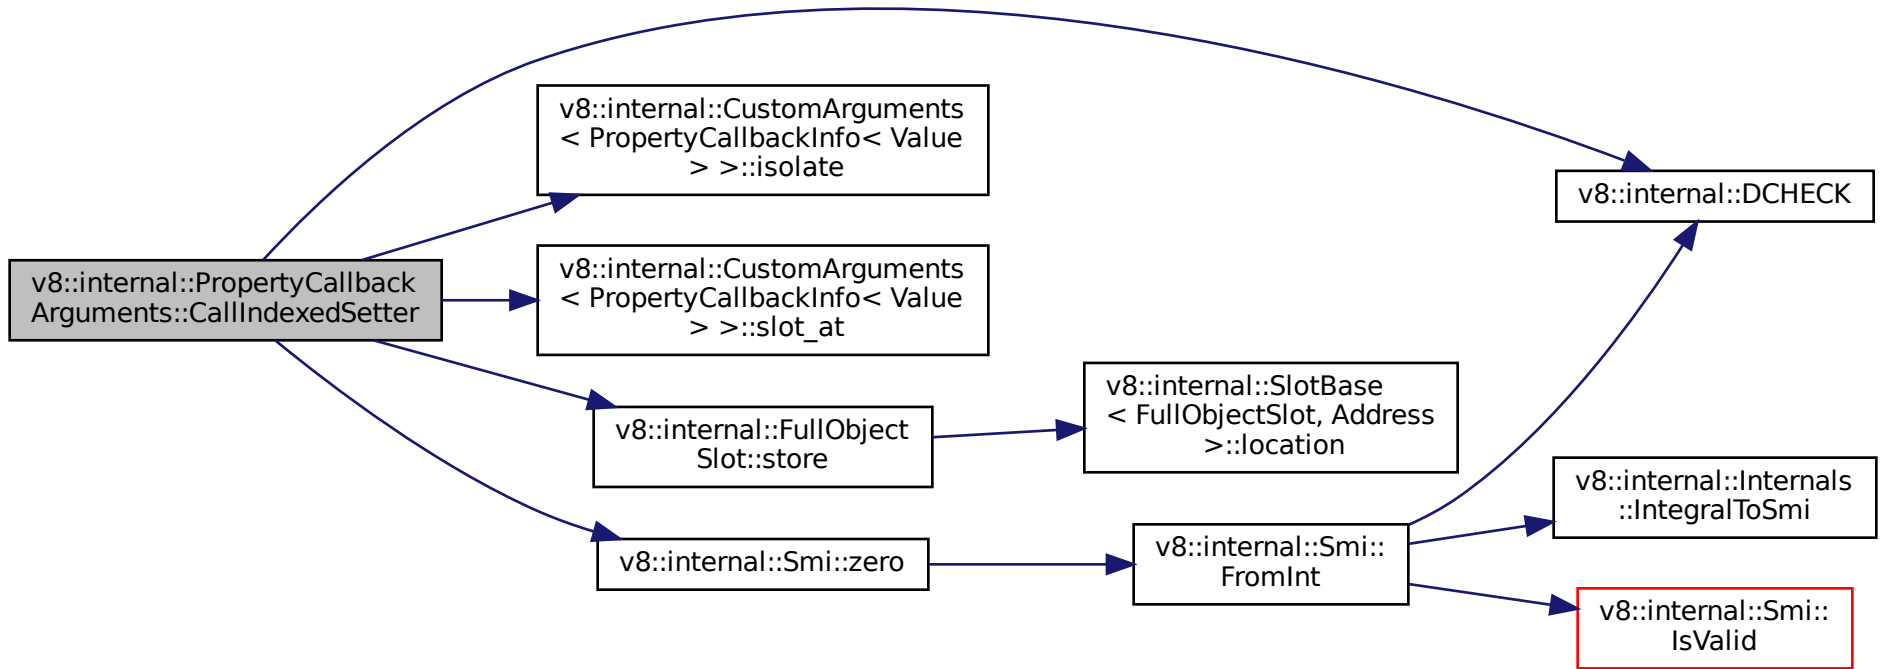 v8::internal::PropertyCallback
Arguments::CallIndexedSetter
v8::internal::CustomArguments
< PropertyCallbackInfo< Value
> >::isolate
v8::internal::CustomArguments
< PropertyCallbackInfo< Value
> >::slot_at
v8::internal::FullObject
Slot::store
v8::internal::Smi::zero
v8::internal::SlotBase
< FullObjectSlot, Address
>::location
v8::internal::Smi::
FromInt
v8::internal::DCHECK
v8::internal::Internals
::IntegralToSmi
v8::internal::Smi::
IsValid